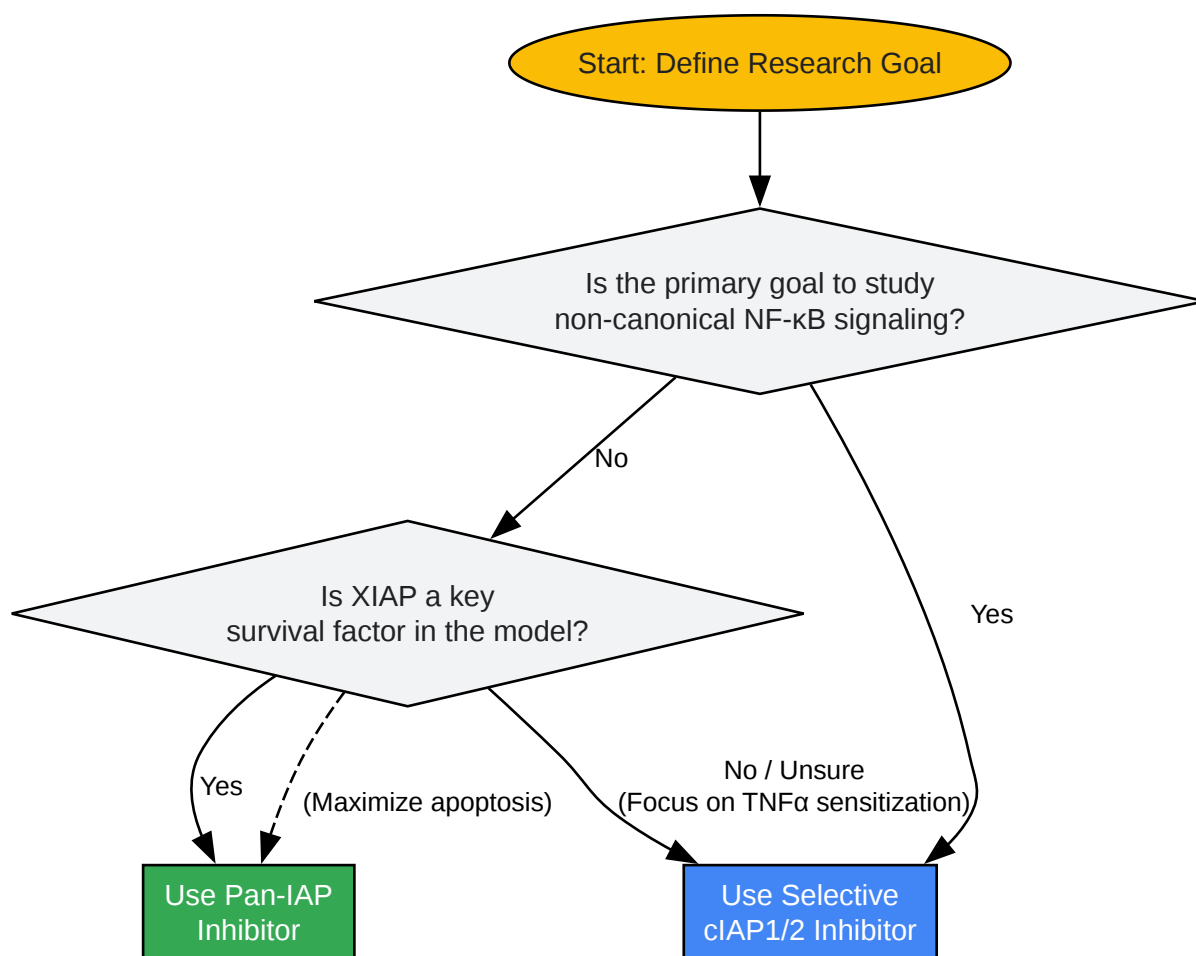 Start: Define Research Goal
Is the primary goal to study
non-canonical NF-κB signaling?
No
Is XIAP a key
survival factor in the model?
Yes
Yes
(Maximize apoptosis)
No / Unsure
(Focus on TNFα sensitization)
Use Pan-IAP
Inhibitor
Use Selective
cIAP1/2 Inhibitor